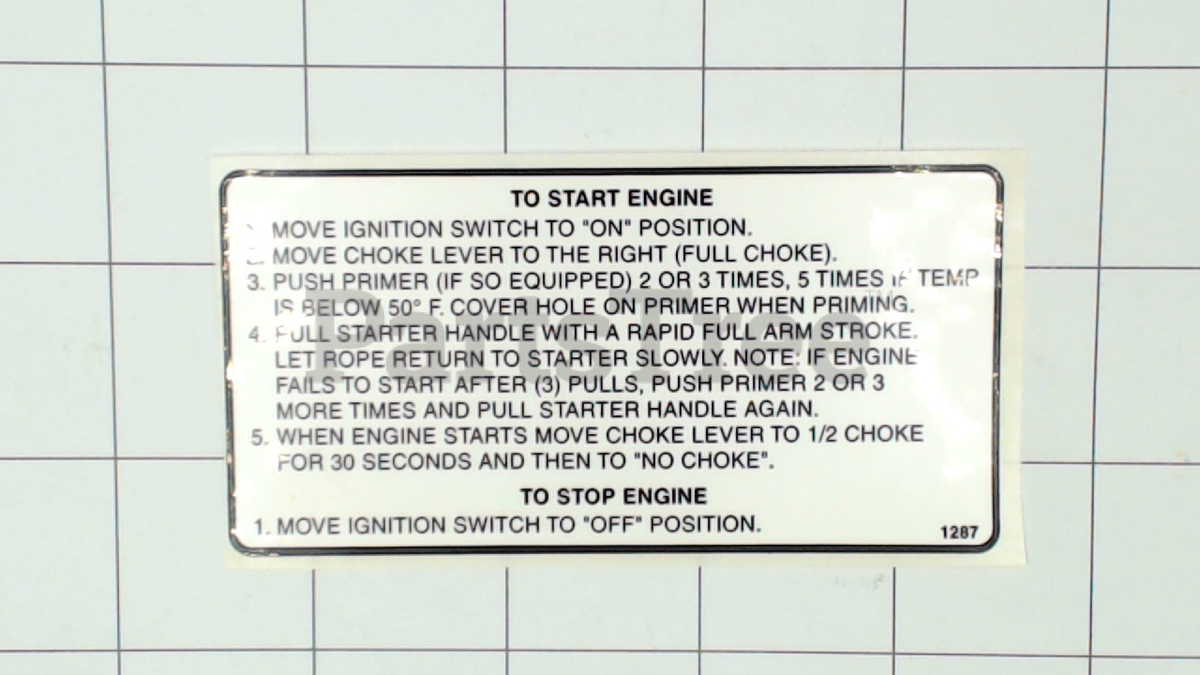 TO START ENGINE
1. MOVE IGNITION SWITCH TO "ON" POSITION.
2. MOVE CHOKE LEVER TO THE RIGHT (FULL CHOKE).
3. PUSH PRIMER (IF SO EQUIPPED) 2 OR 3 TIMES, 5 TIMES IF TEMP
IS BELOW 50° F. COVER HOLE ON PRIMER WHEN PRIMING.
4. PULL STARTER HANDLE WITH A RAPID FULL ARM STROKE.
LET ROPE RETURN TO STARTER SLOWLY. NOTE: IF ENGINE
FAILS TO START AFTER (3) PULLS, PUSH PRIMER 2 OR 3
MORE TIMES AND PULL STARTER HANDLE AGAIN.
5. WHEN ENGINE STARTS MOVE CHOKE LEVER TO 1/2 CHOKE
FOR 30 SECONDS AND THEN TO "NO CHOKE".
TO STOP ENGINE
1. MOVE IGNITION SWITCH TO "OFF" POSITION.
1287
PartsTree™